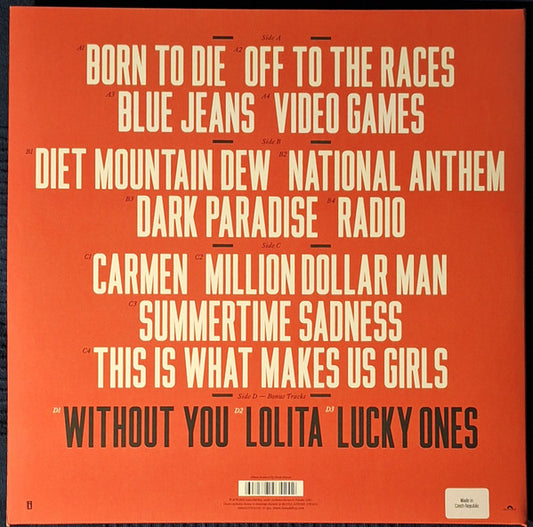 Side A
A1 BORN TO DIE A2 OFF TO THE RACES
A3 BLUE JEANS A4 VIDEO GAMES
Side B
B1 DIET MOUNTAIN DEW B2 NATIONAL ANTHEM
B3 DARK PARADISE B4 RADIO
Side C
C1 CARMEN C2 MILLION DOLLAR MAN
C3 SUMMERTIME SADNESS
C4 THIS IS WHAT MAKES US GIRLS
Side D — Bonus Tracks
D1 WITHOUT YOU D2 LOLITA D3 LUCKY ONES
Made in
Czech Republic